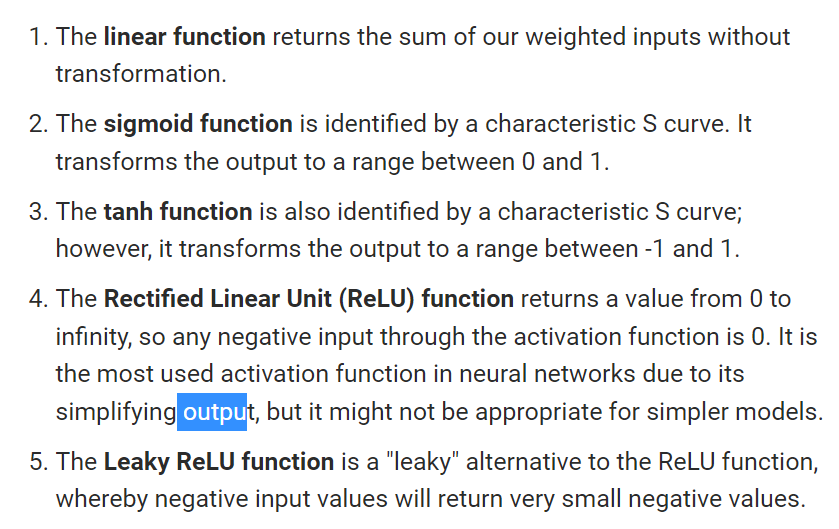 1. The linear function returns the sum of our weighted inputs without
transformation.
2. The sigmoid function is identified by a characteristic S curve. It
transforms the output to a range between 0 and 1.
3. The tanh function is also identified by a characteristic S curve;
however, it transforms the output to a range between -1 and 1.
4. The Rectified Linear Unit (ReLU) function returns a value from 0 to
infinity, so any negative input through the activation function is 0. It is
the most used activation function in neural networks due to its
simplifying output, but it might not be appropriate for simpler models.
5. The Leaky ReLU function is a "leaky" alternative to the ReLU function,
whereby negative input values will return very small negative values.